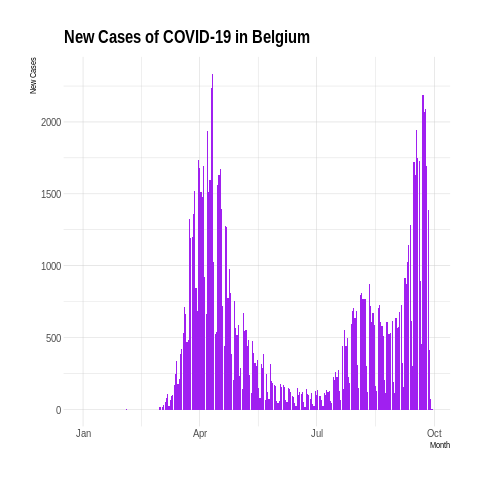 New Cases of COVID-19 in Belgium
New Cases
2000
1500
1000
500
0
Jan Apr Jul Oct
Month